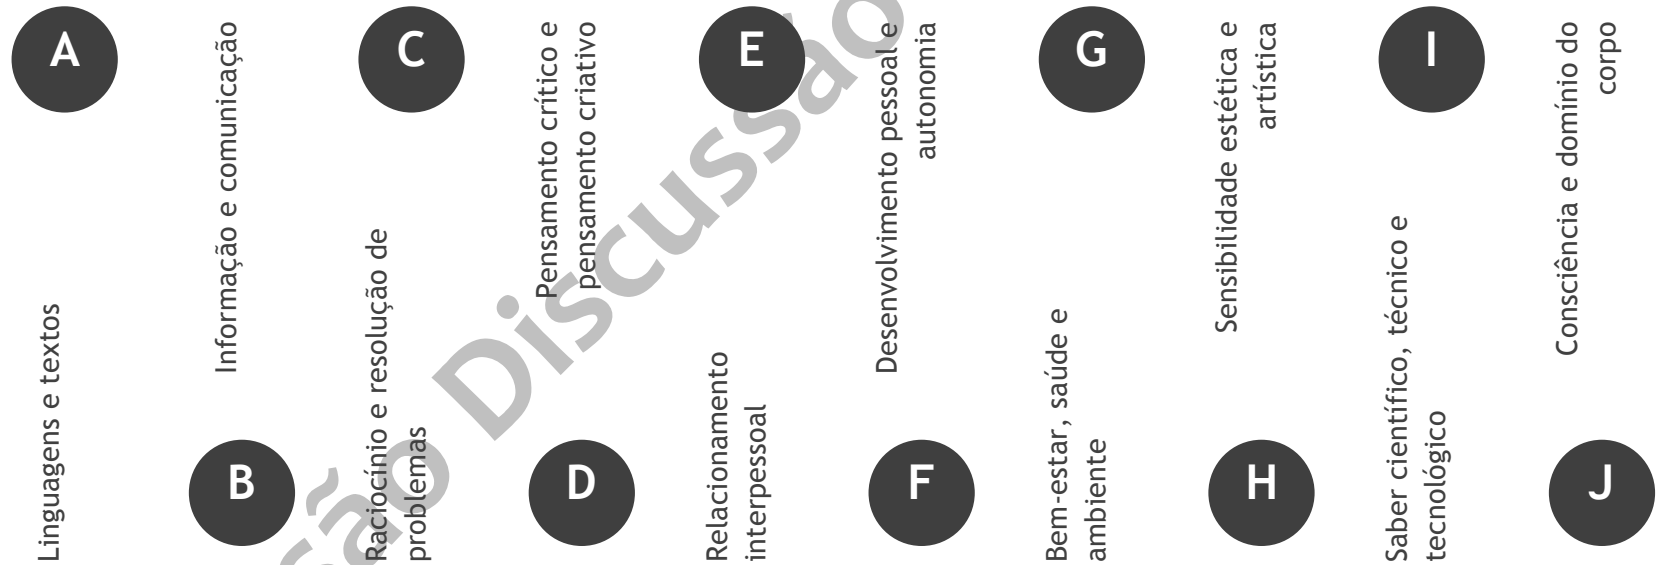 A
Linguagens e textos
Informação e comunicação
B
C
Raciocínio e resolução de
problemas
Pensamento crítico e
pensamento criativo
D
E
Relacionamento
interpessoal
Desenvolvimento pessoal e
autonomia
F
G
Bem-estar, saúde e
ambiente
Sensibilidade estética e
artística
H
I
Saber científico, técnico e
tecnológico
Consciência e domínio do
corpo
J
são Discussão